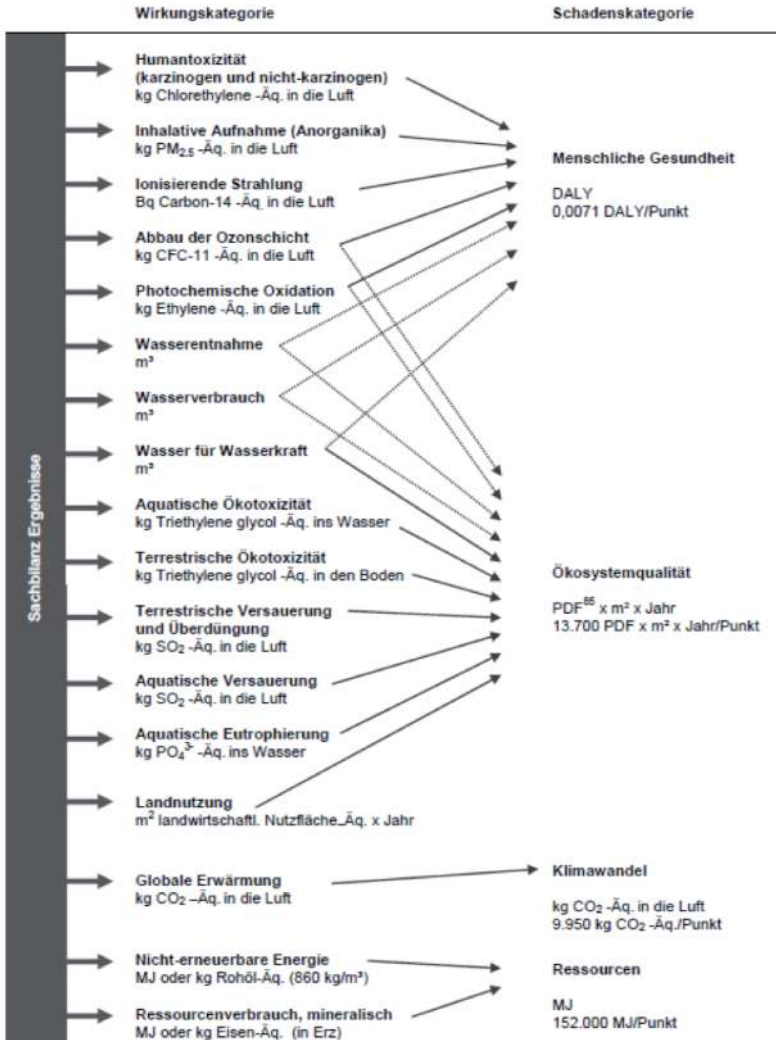 Wirkungskategorie
Schadenskategorie
Sachbilanz Ergebnisse
Humantoxizität
(karzinogen und nicht-karzinogen)
kg Chlorethylene -Äq. in die Luft
Inhalative Aufnahme (Anorganika)
kg PM2.5 -Äq. in die Luft
Ionisierende Strahlung
Bq Carbon-14 -Äq. in die Luft
Abbau der Ozonschicht
kg CFC-11 -Äq. in die Luft
Photochemische Oxidation
kg Ethylene -Äq. in die Luft
Wasserentnahme
m³
Wasserverbrauch
m³
Wasser für Wasserkraft
m³
Aquatische Ökotoxizität
kg Triethylene glycol -Äq. ins Wasser
Terrestrische Ökotoxizität
kg Triethylene glycol -Äq. in den Boden
Terrestrische Versauerung
und Überdüngung
kg SO2 -Äq. in die Luft
Aquatische Versauerung
kg SO2 -Äq. in die Luft
Aquatische Eutrophierung
kg PO4³⁻ -Äq. ins Wasser
Landnutzung
m² landwirtschaftl. Nutzfläche_Äq. x Jahr
Globale Erwärmung
kg CO2 –Äq. in die Luft
Nicht-erneuerbare Energie
MJ oder kg Rohöl-Äq. (860 kg/m³)
Ressourcenverbrauch, mineralisch
MJ oder kg Eisen-Äq. (in Erz)
Menschliche Gesundheit
DALY
0,0071 DALY/Punkt
Ökosystemqualität
PDF⁸⁵ x m² x Jahr
13.700 PDF x m² x Jahr/Punkt
Klimawandel
kg CO2 -Äq. in die Luft
9.950 kg CO2 -Äq./Punkt
Ressourcen
MJ
152.000 MJ/Punkt